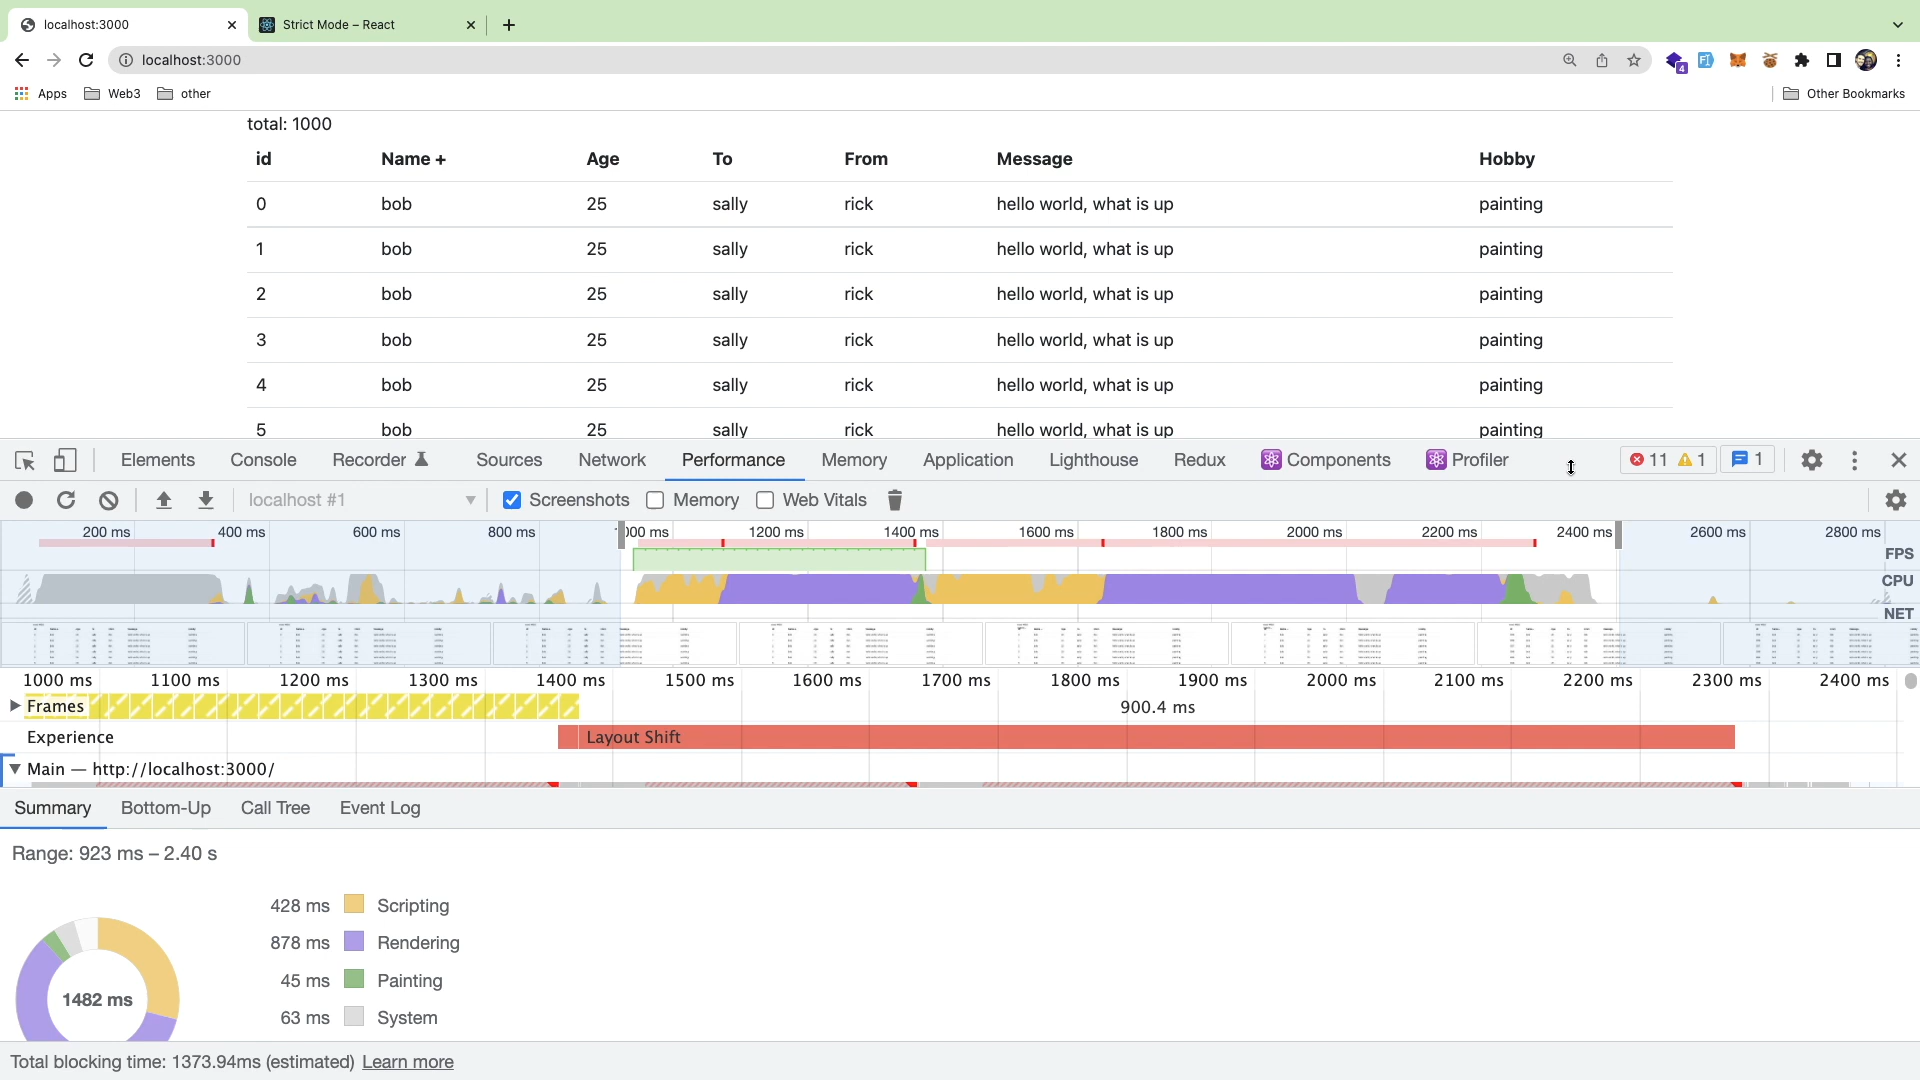 localhost:3000
Strict Mode – React
localhost:3000
4
Apps Web3 other Other Bookmarks
total: 1000
id Name + Age To From Message Hobby
0 bob 25 sally rick hello world, what is up painting
1 bob 25 sally rick hello world, what is up painting
2 bob 25 sally rick hello world, what is up painting
3 bob 25 sally rick hello world, what is up painting
4 bob 25 sally rick hello world, what is up painting
5 bob 25 sally rick hello world, what is up painting
Elements Console Recorder Sources Network Performance Memory Application Lighthouse Redux Components Profiler 11 1 1
localhost #1 Screenshots Memory Web Vitals
200 ms 400 ms 600 ms 800 ms 000 ms 1200 ms 1400 ms 1600 ms 1800 ms 2000 ms 2200 ms 2400 ms 2600 ms 2800 ms
FPS
CPU
NET
1000 ms 1100 ms 1200 ms 1300 ms 1400 ms 1500 ms 1600 ms 1700 ms 1800 ms 1900 ms 2000 ms 2100 ms 2200 ms 2300 ms 2400 ms
Frames 900.4 ms
Experience Layout Shift
Main — http://localhost:3000/
Summary Bottom-Up Call Tree Event Log
Range: 923 ms – 2.40 s
428 ms Scripting
878 ms Rendering
45 ms Painting
63 ms System
1482 ms
Total blocking time: 1373.94ms (estimated) Learn more